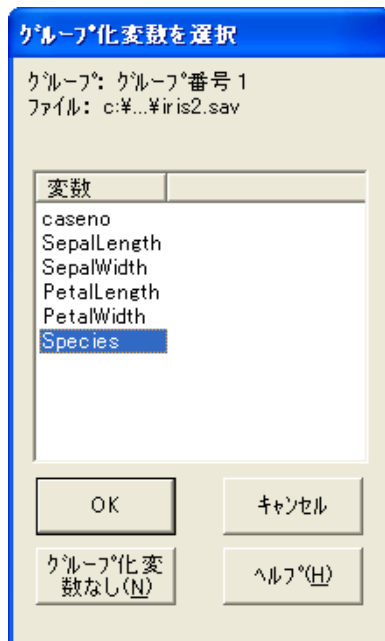 ｸﾞﾙｰﾌﾟ化変数を選択
ｸﾞﾙｰﾌﾟ: ｸﾞﾙｰﾌﾟ番号 1
ﾌｧｲﾙ: c:¥...¥iris2.sav
変数
caseno
SepalLength
SepalWidth
PetalLength
PetalWidth
Species
OK
ｷｬﾝｾﾙ
ｸﾞﾙｰﾌﾟ化変
数なし(N)
ﾍﾙﾌﾟ(H)